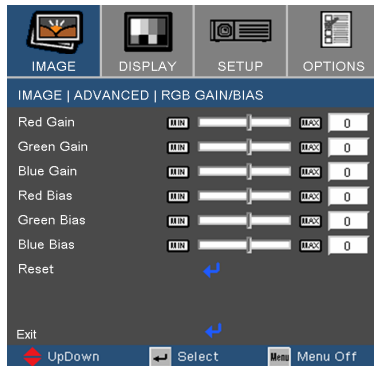 IMAGE DISPLAY SETUP OPTIONS
IMAGE | ADVANCED | RGB GAIN/BIAS
Red Gain MIN MAX 0
Green Gain MIN MAX 0
Blue Gain MIN MAX 0
Red Bias MIN MAX 0
Green Bias MIN MAX 0
Blue Bias MIN MAX 0
Reset
Exit
UpDown Select Menu Menu Off